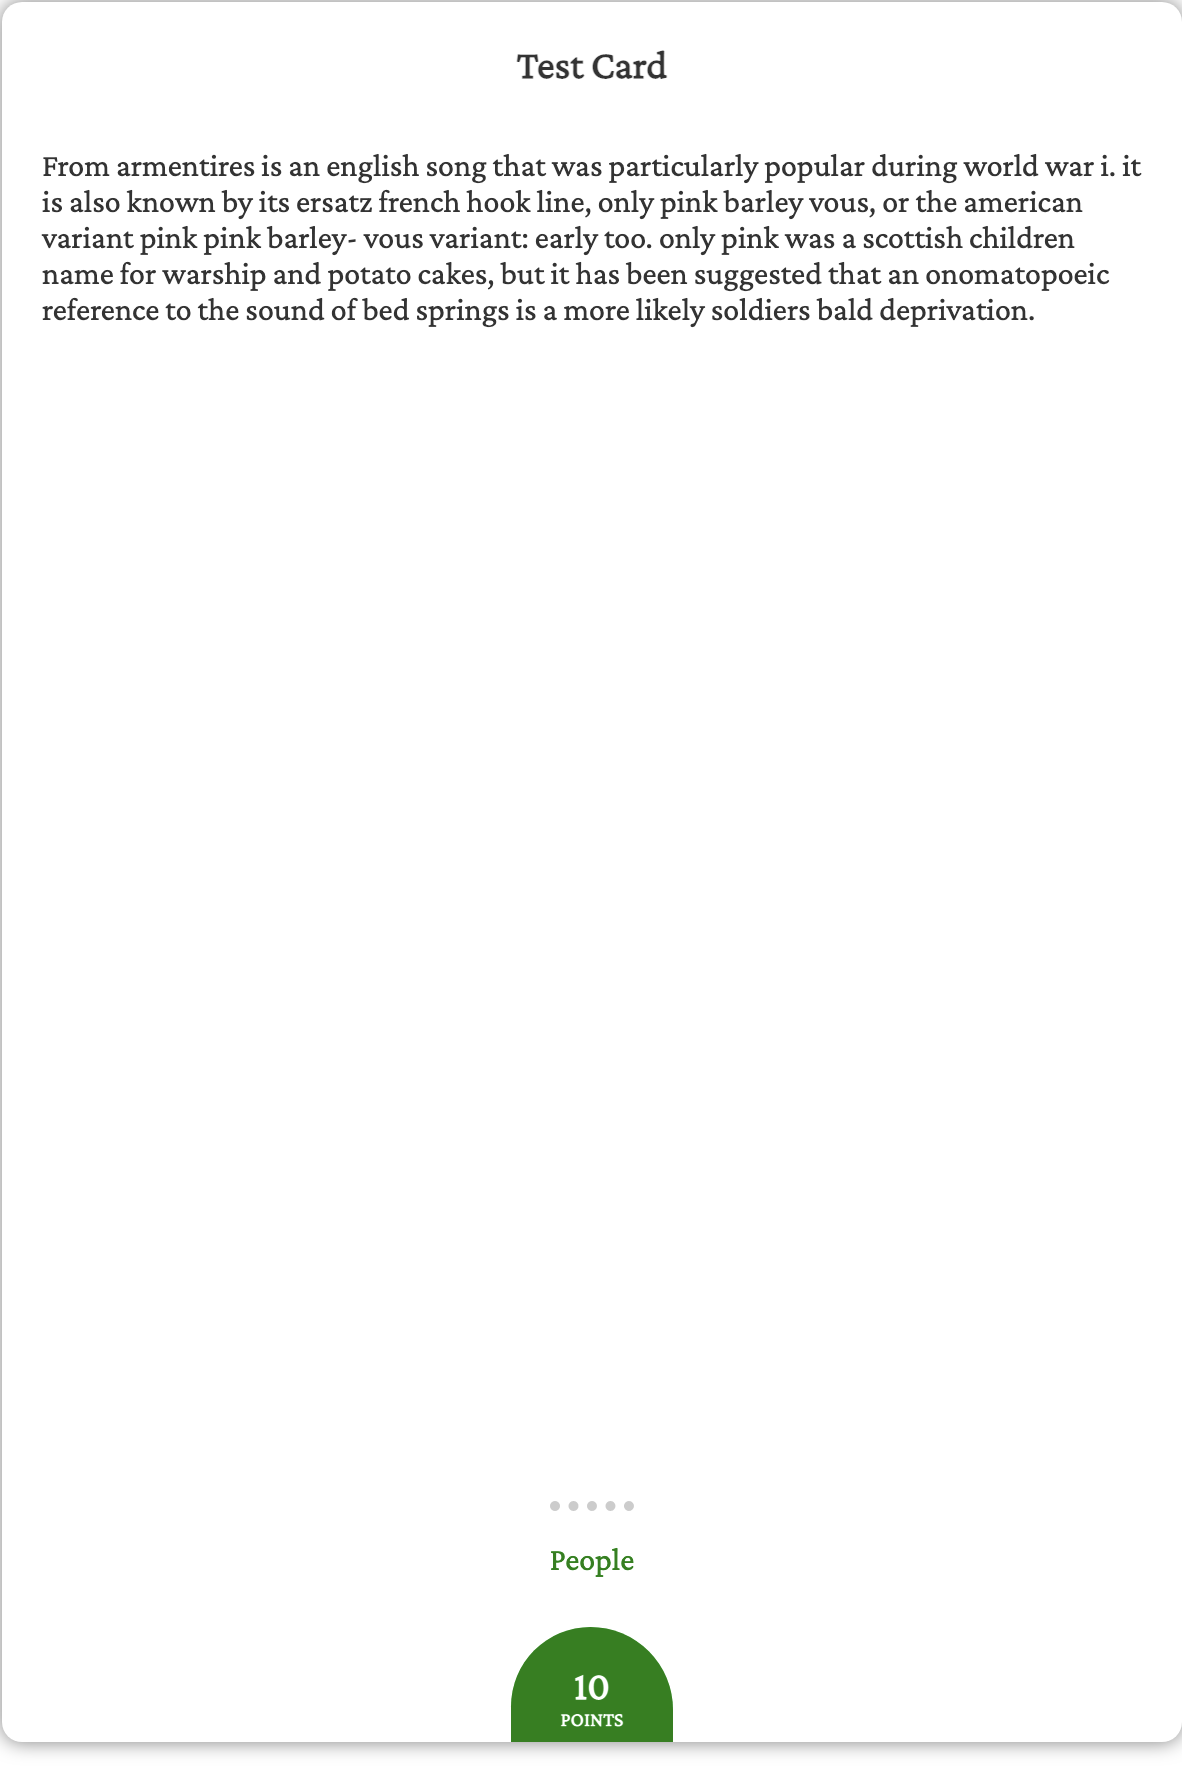 Test Card
From armentires is an english song that was particularly popular during world war i. it
is also known by its ersatz french hook line, only pink barley vous, or the american
variant pink pink barley- vous variant: early too. only pink was a scottish children
name for warship and potato cakes, but it has been suggested that an onomatopoeic
reference to the sound of bed springs is a more likely soldiers bald deprivation.
People
10
POINTS